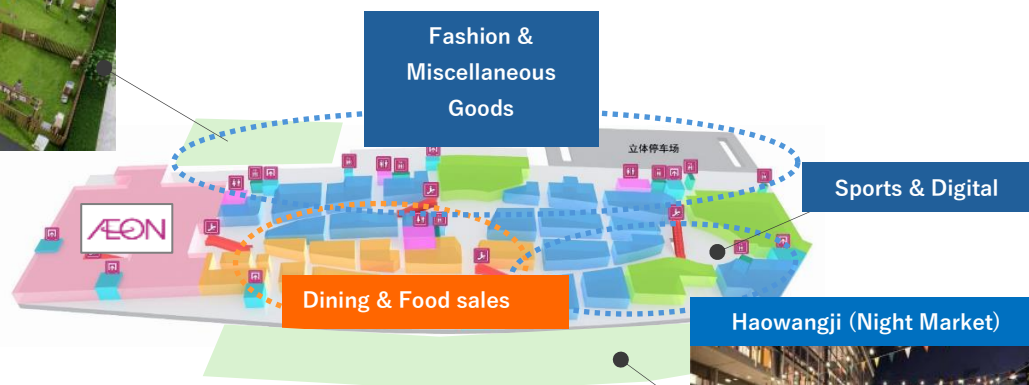 Fashion &
Miscellaneous
Goods
立体停车场
Sports & Digital
ÆON
Dining & Food sales
Haowangji (Night Market)